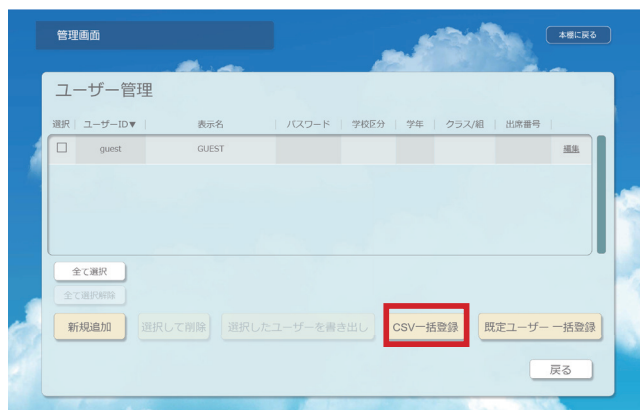 管理画面
本棚に戻る
ユーザー管理
選択 ユーザーID▼ 表示名 パスワード 学校区分 学年 クラス/組 出席番号
guest GUEST 編集
全て選択
全て選択解除
新規追加 選択して削除 選択したユーザーを書き出し CSV一括登録 既定ユーザー 一括登録
戻る